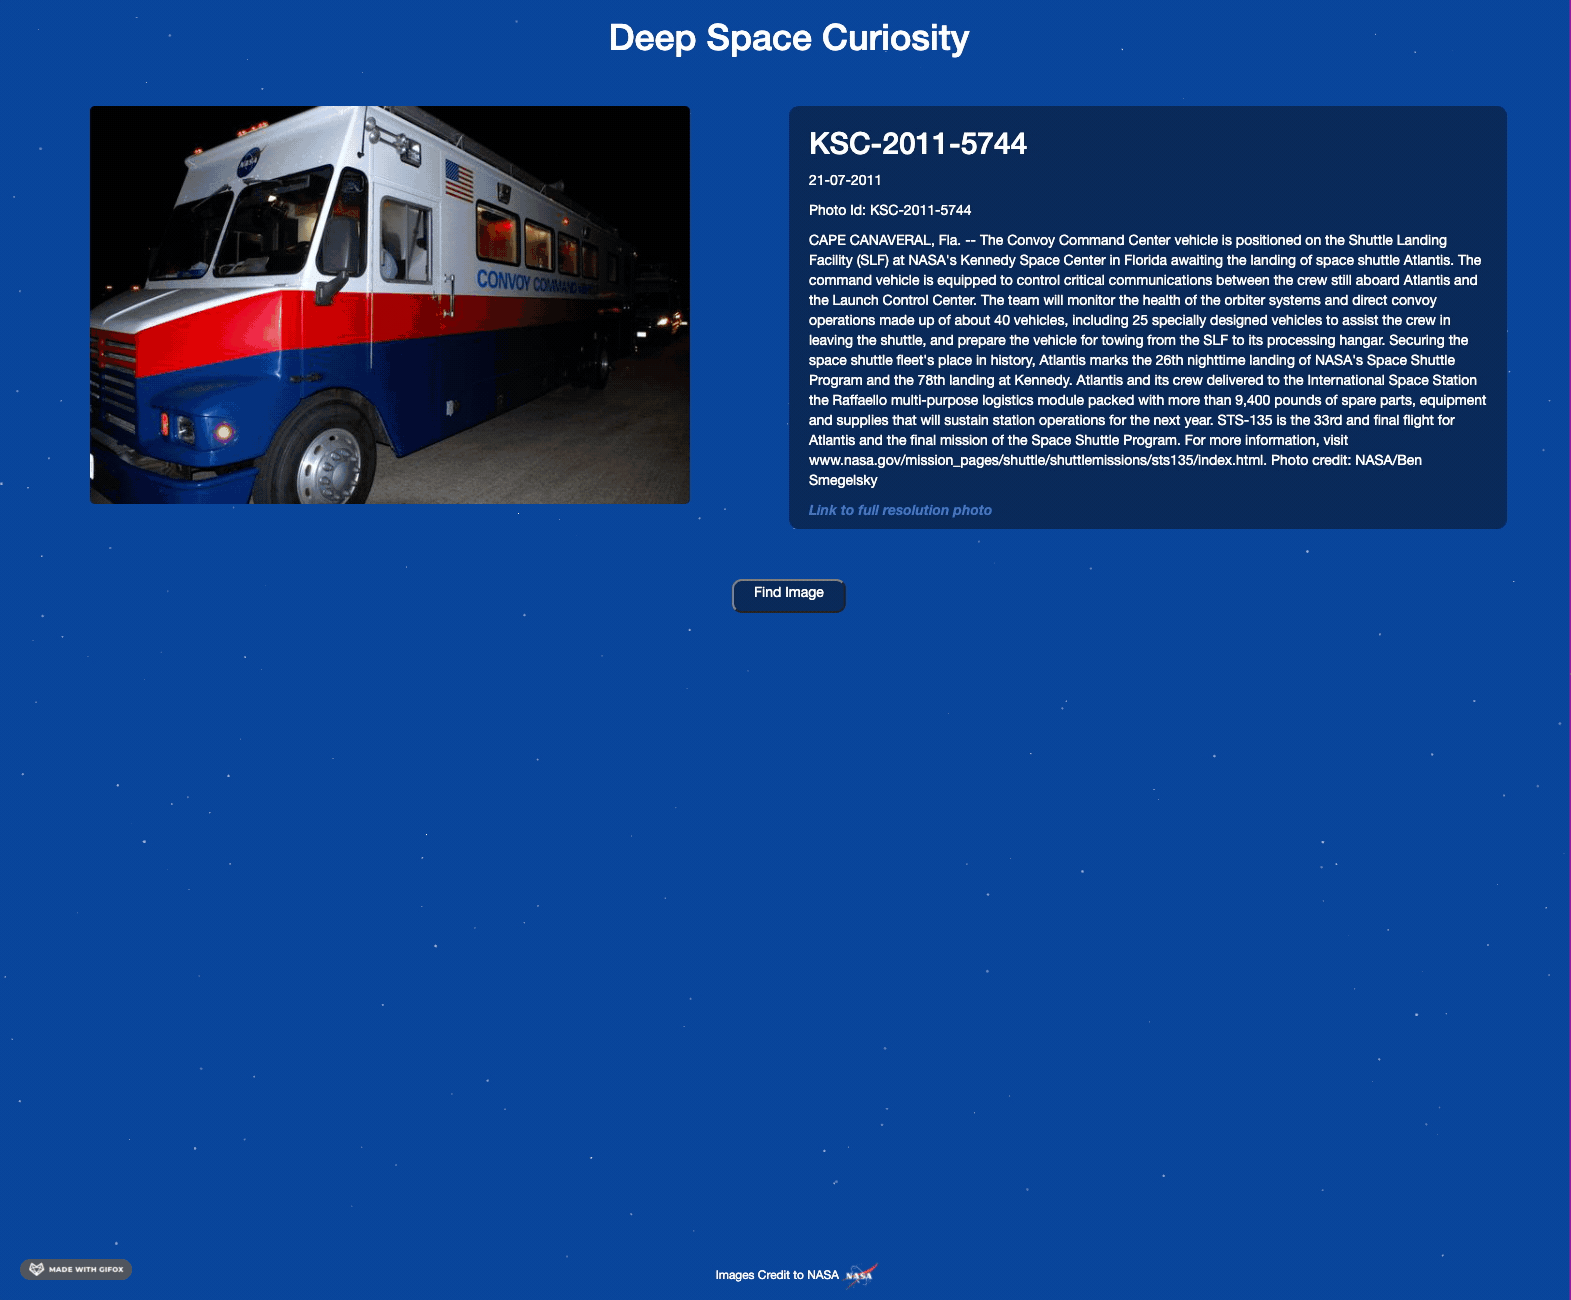 Deep Space Curiosity
NASA
CONVOY COMMAND
KSC-2011-5744
21-07-2011
Photo Id: KSC-2011-5744
CAPE CANAVERAL, Fla. -- The Convoy Command Center vehicle is positioned on the Shuttle Landing
Facility (SLF) at NASA's Kennedy Space Center in Florida awaiting the landing of space shuttle Atlantis. The
command vehicle is equipped to control critical communications between the crew still aboard Atlantis and
the Launch Control Center. The team will monitor the health of the orbiter systems and direct convoy
operations made up of about 40 vehicles, including 25 specially designed vehicles to assist the crew in
leaving the shuttle, and prepare the vehicle for towing from the SLF to its processing hangar. Securing the
space shuttle fleet's place in history, Atlantis marks the 26th nighttime landing of NASA's Space Shuttle
Program and the 78th landing at Kennedy. Atlantis and its crew delivered to the International Space Station
the Raffaello multi-purpose logistics module packed with more than 9,400 pounds of spare parts, equipment
and supplies that will sustain station operations for the next year. STS-135 is the 33rd and final flight for
Atlantis and the final mission of the Space Shuttle Program. For more information, visit
www.nasa.gov/mission_pages/shuttle/shuttlemissions/sts135/index.html. Photo credit: NASA/Ben
Smegelsky
Link to full resolution photo
Find Image
MADE WITH GIFOX
Images Credit to NASA NASA